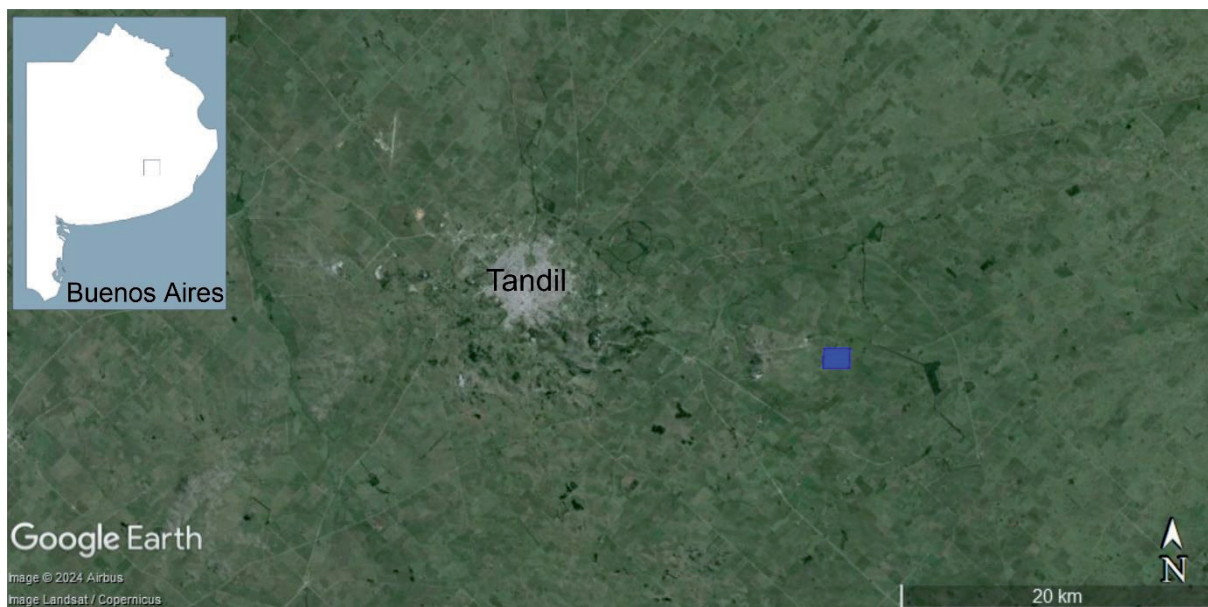 Buenos Aires
Tandil
Google Earth
Image © 2024 Airbus
Image Landsat / Copernicus
N
20 km